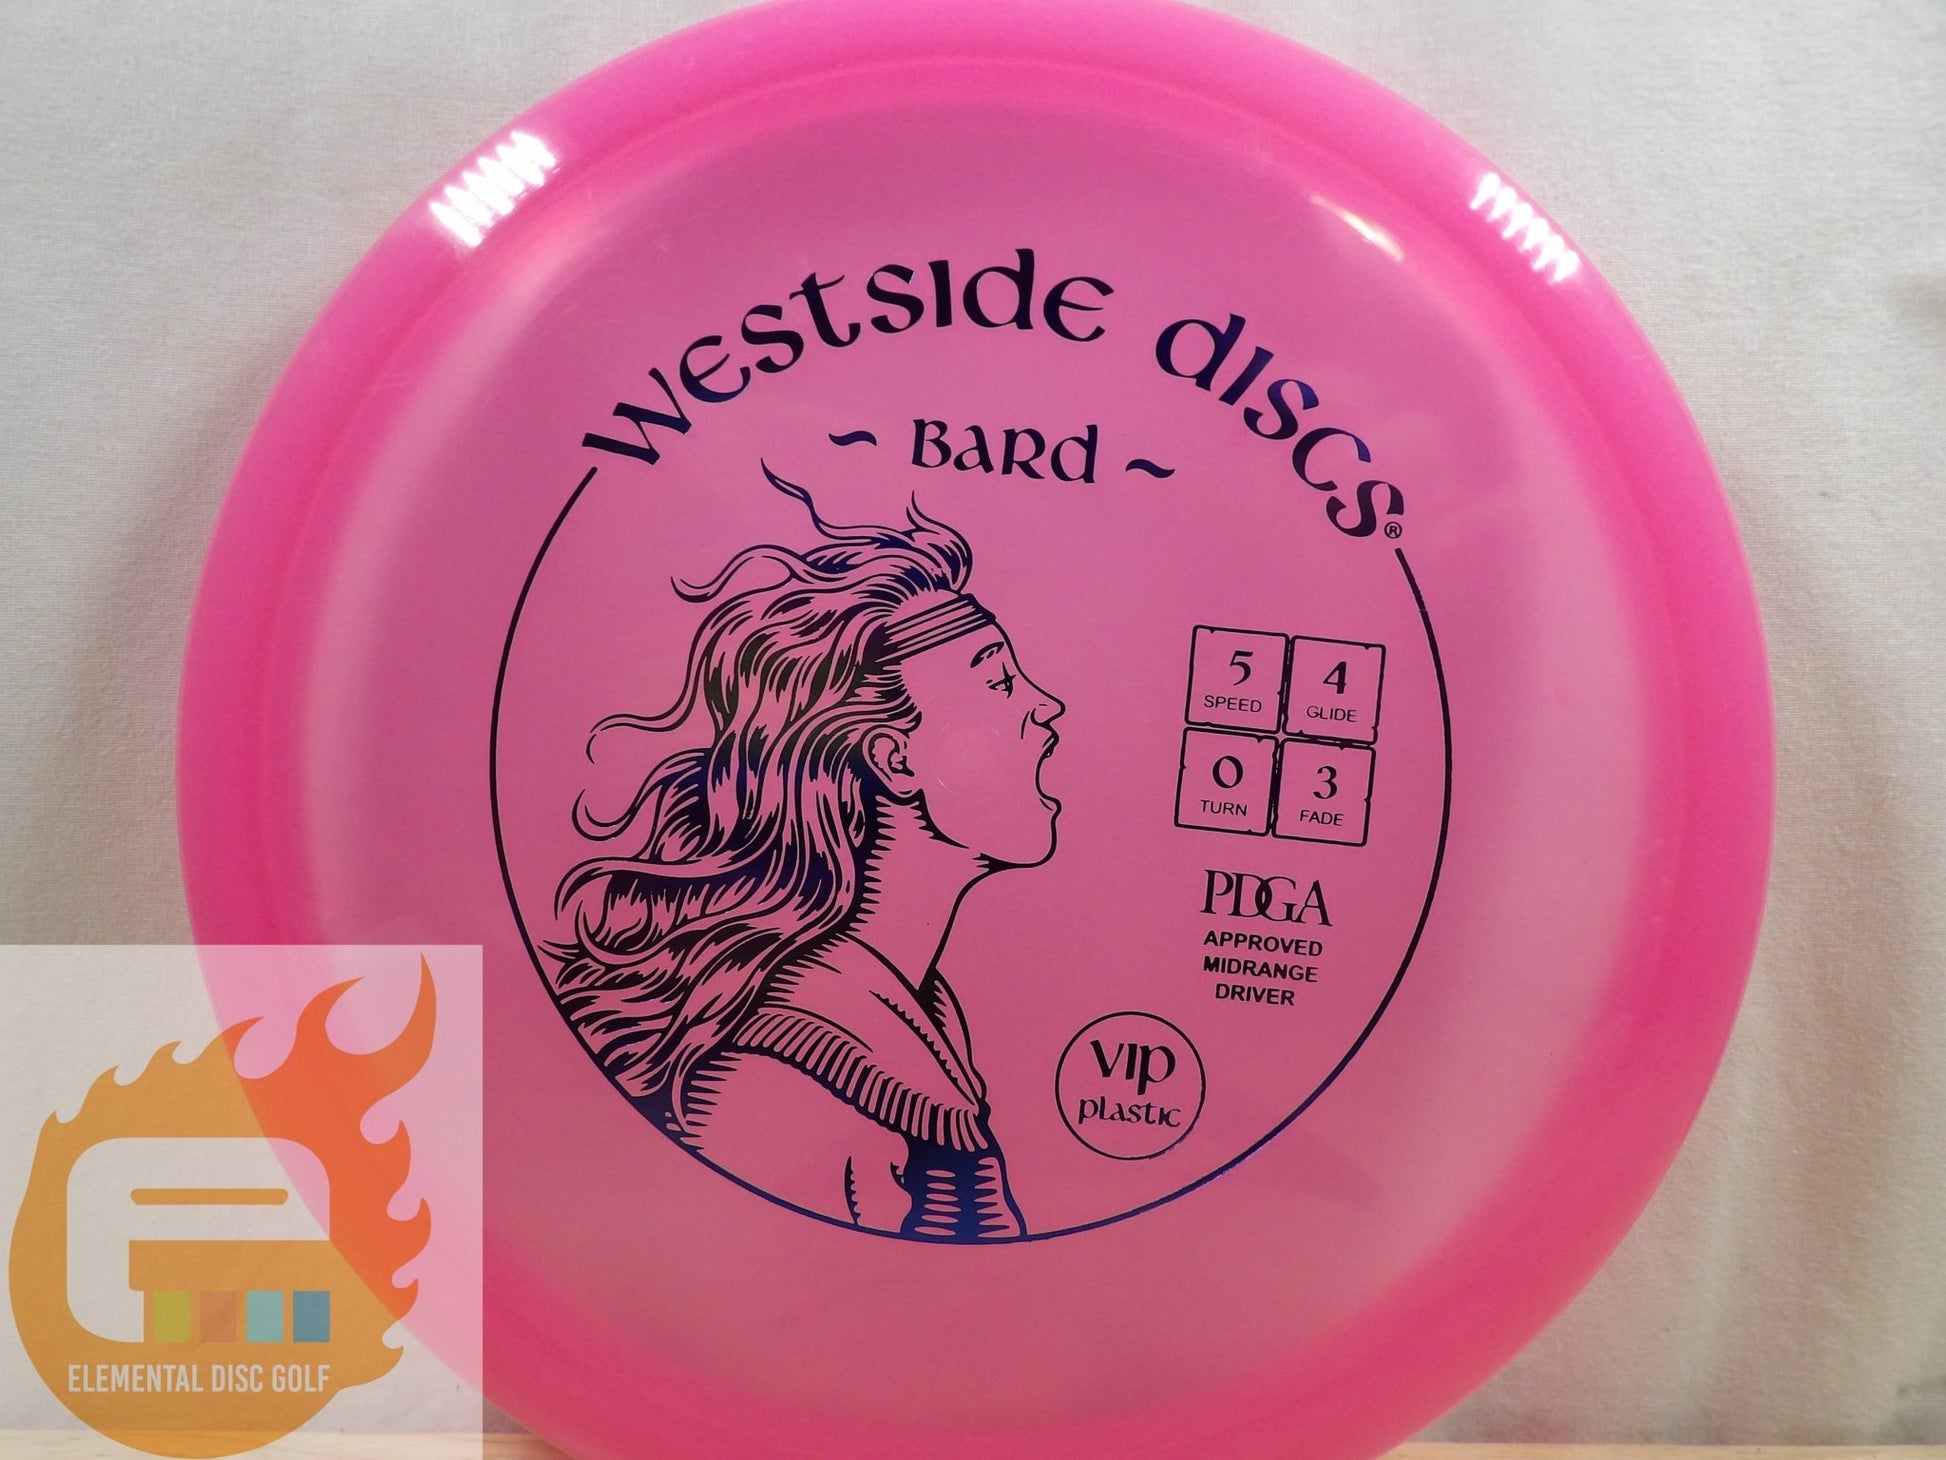 Westside Discs®
~ Bard ~
5 4
SPEED GLIDE
0 3
TURN FADE
PDGA
APPROVED
MIDRANGE
DRIVER
VIP
plastic
ELEMENTAL DISC GOLF